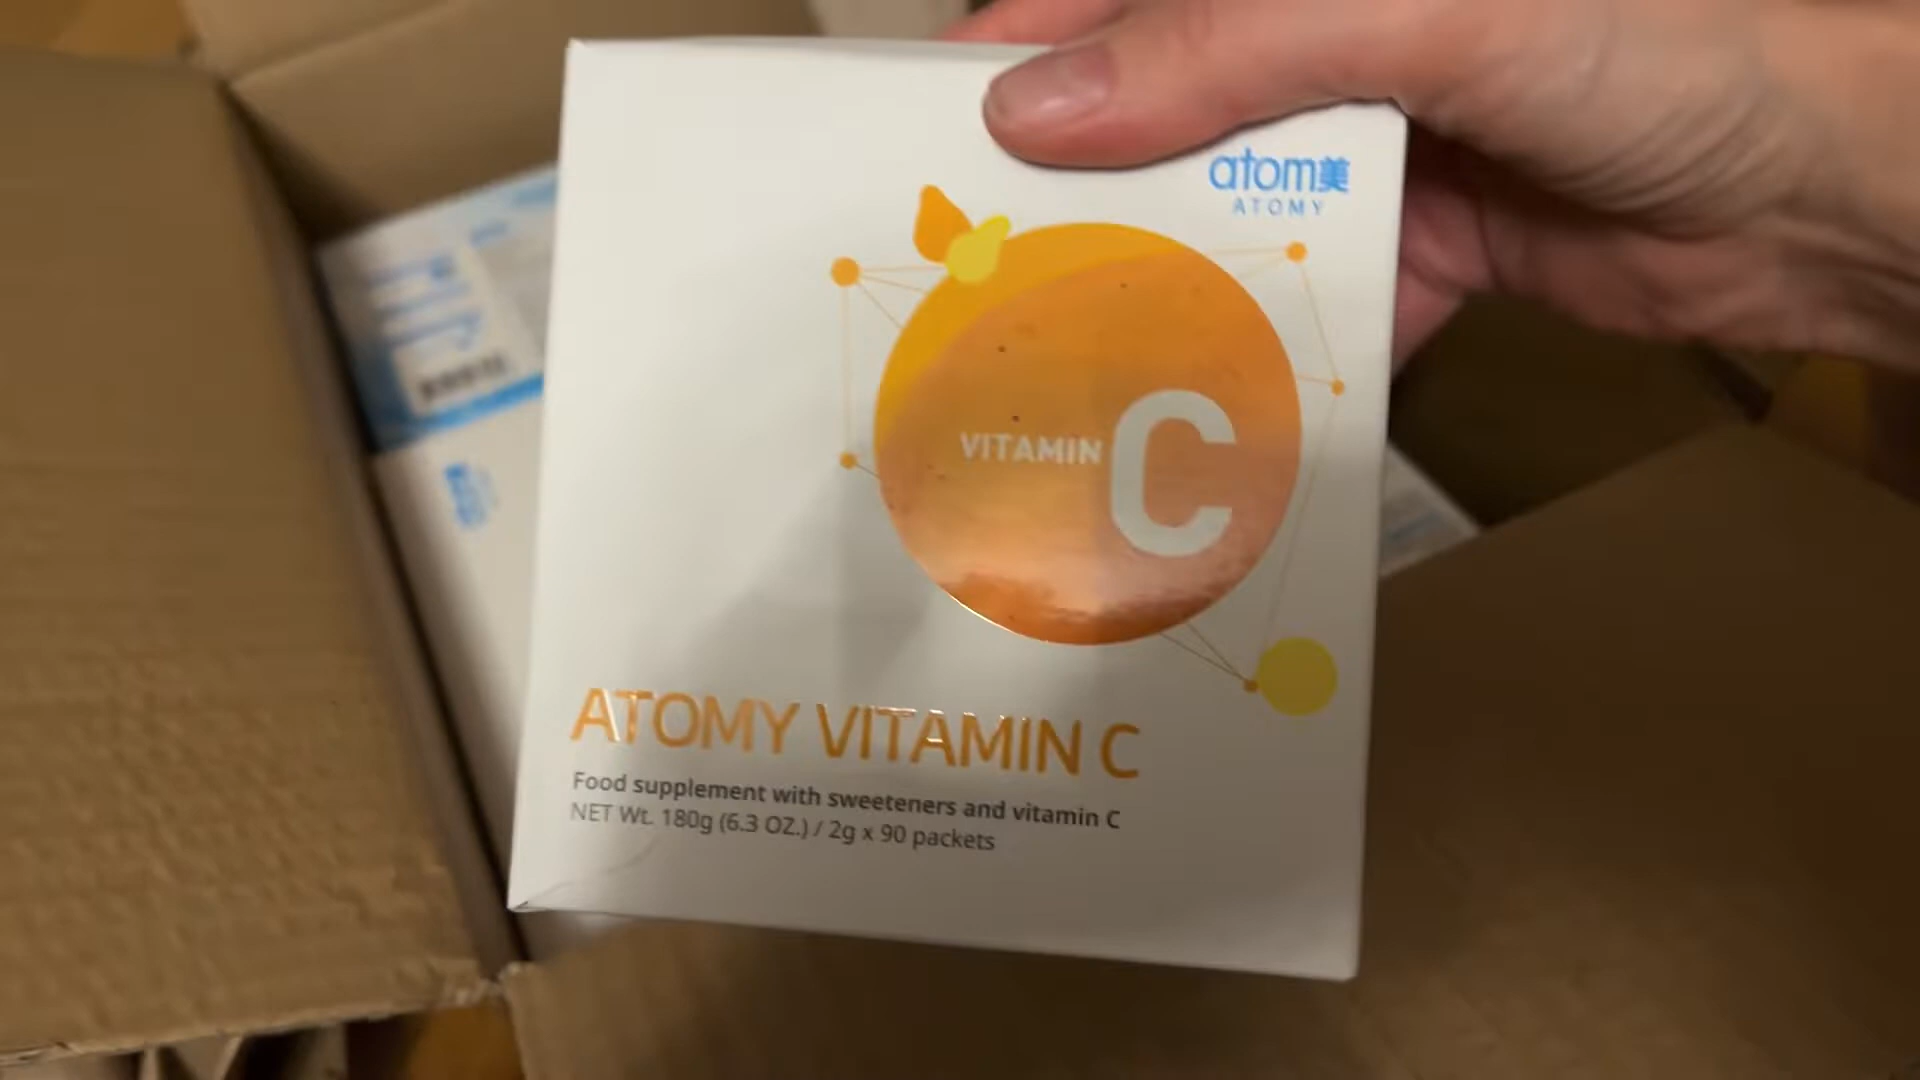 atom美
ATOMY
VITAMIN C
ATOMY VITAMIN C
Food supplement with sweeteners and vitamin C
NET Wt. 180g (6.3 OZ.) / 2g x 90 packets